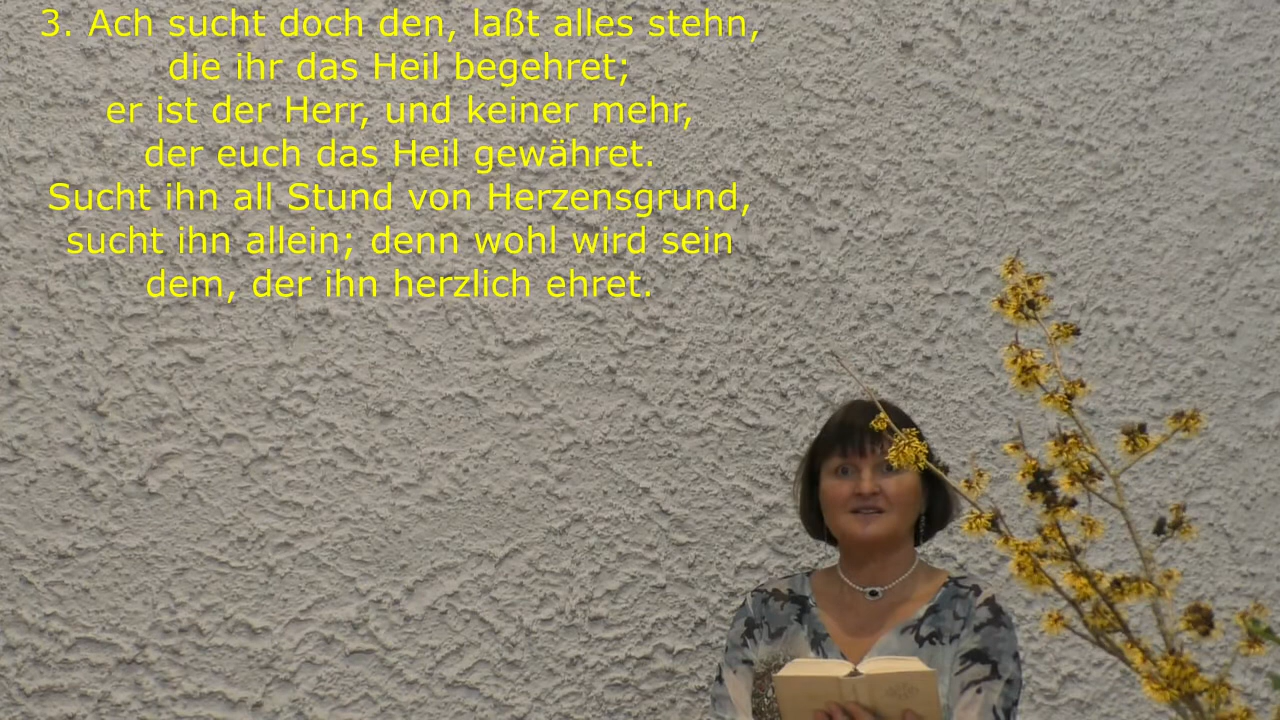 3. Ach sucht doch den, laßt alles stehn,
die ihr das Heil begehret;
er ist der Herr, und keiner mehr,
der euch das Heil gewähret.
Sucht ihn all Stund von Herzensgrund,
sucht ihn allein; denn wohl wird sein
dem, der ihn herzlich ehret.